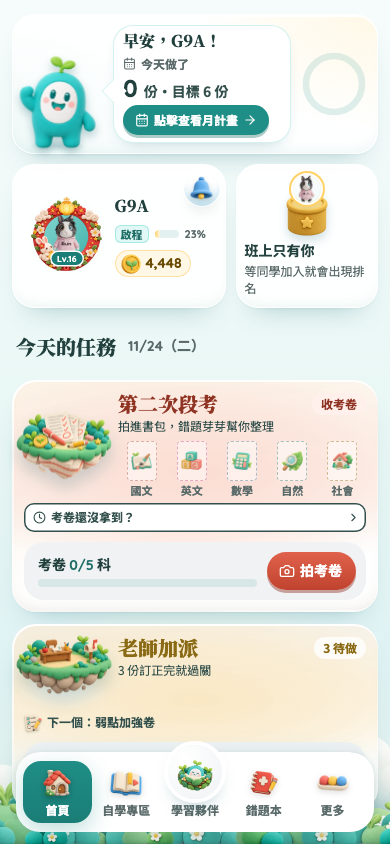 早安，G9A！
今天做了
0 份・目標 6 份
點擊查看月計畫 →
G9A
啟程 23%
Lv.16
4,448
班上只有你
等同學加入就會出現排名
今天的任務 11/24（二）
第二次段考 收考卷
拍進書包，錯題芽芽幫你整理
國文 英文 數學 自然 社會
考卷還沒拿到？
考卷 0/5 科
拍考卷
老師加派 3 待做
3 份訂正完就過關
下一個：弱點加強卷
首頁 自學專區 學習夥伴 錯題本 更多